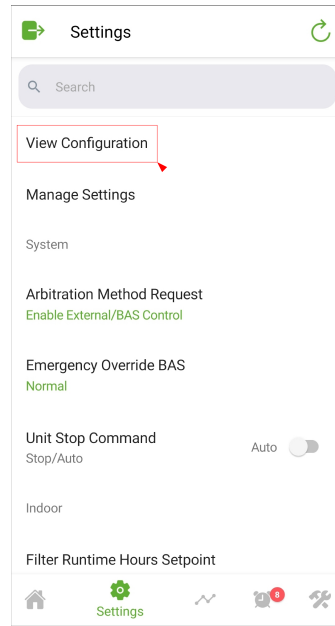 Settings
Search
View Configuration
Manage Settings
System
Arbitration Method Request
Enable External/BAS Control
Emergency Override BAS
Normal
Unit Stop Command
Auto
Stop/Auto
Indoor
Filter Runtime Hours Setpoint
8
Settings